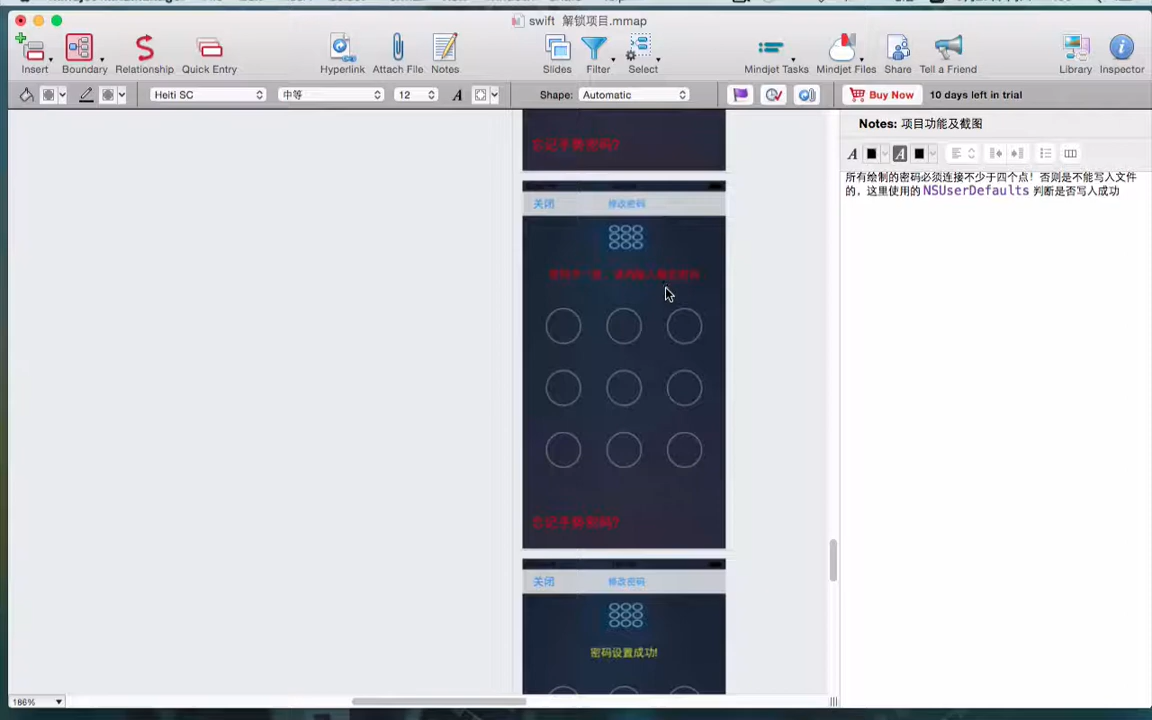 swift 解锁项目.mmap
Insert
Boundary
Relationship
Quick Entry
Hyperlink
Attach File
Notes
Slides
Filter
Select
Mindjet Tasks
Mindjet Files
Share
Tell a Friend
Library
Inspector
Heiti SC
中等
12
A
Shape: Automatic
Buy Now
10 days left in trial
Notes: 项目功能及截图
所有绘制的密码必须连接不少于四个点！否则是不能写入文件
的．这里使用的 NSUserDefaults 判断是否写入成功
忘记手势密码?
关闭
修改密码
忘记手势密码?
关闭
修改密码
密码设置成功!
186%